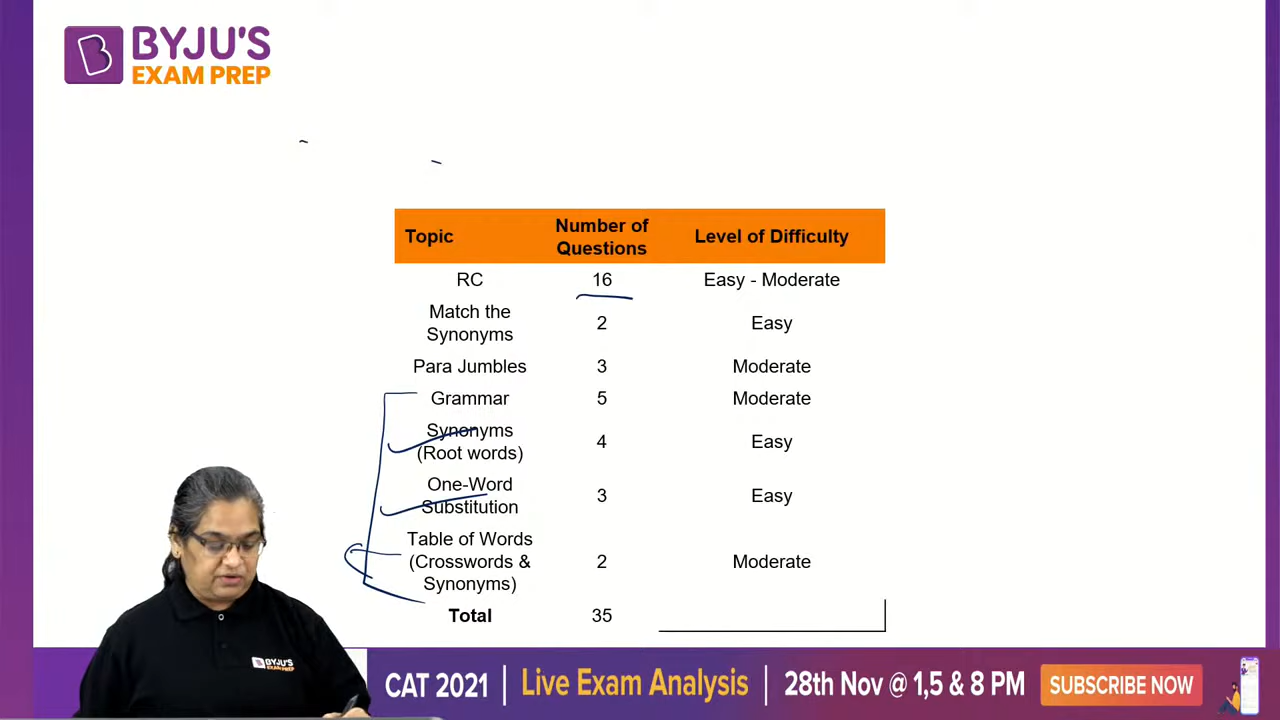 BYJU'S
EXAM PREP
Topic Number of Questions Level of Difficulty
RC 16 Easy - Moderate
Match the Synonyms 2 Easy
Para Jumbles 3 Moderate
Grammar 5 Moderate
Synonyms (Root words) 4 Easy
One-Word Substitution 3 Easy
Table of Words (Crosswords & Synonyms) 2 Moderate
Total 35
BYJU'S
EXAM PREP
CAT 2021 | Live Exam Analysis | 28th Nov @ 1,5 & 8 PM SUBSCRIBE NOW